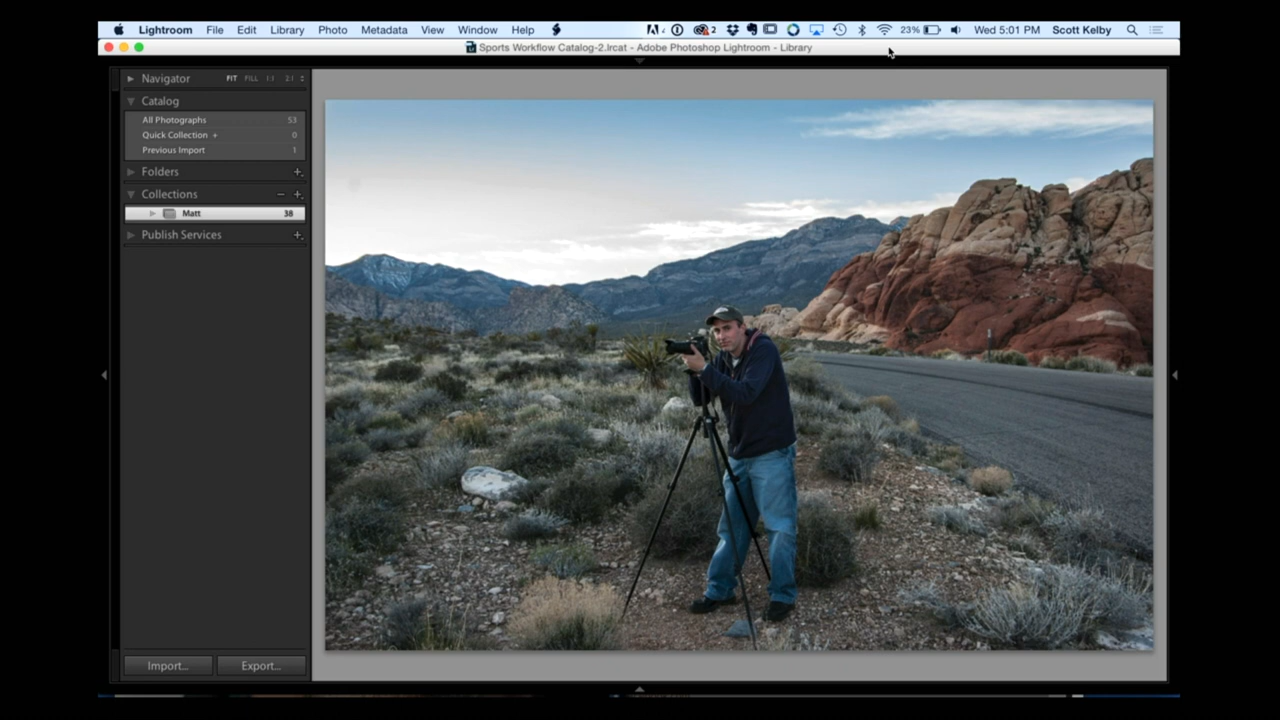 Lightroom File Edit Library Photo Metadata View Window Help 2 23% Wed 5:01 PM Scott Kelby
Sports Workflow Catalog-2.lrcat - Adobe Photoshop Lightroom - Library
Navigator FIT FILL 1:1 2:1
Catalog
All Photographs 53
Quick Collection + 0
Previous Import 1
Folders +
Collections − +
Matt 38
Publish Services +
Import... Export...